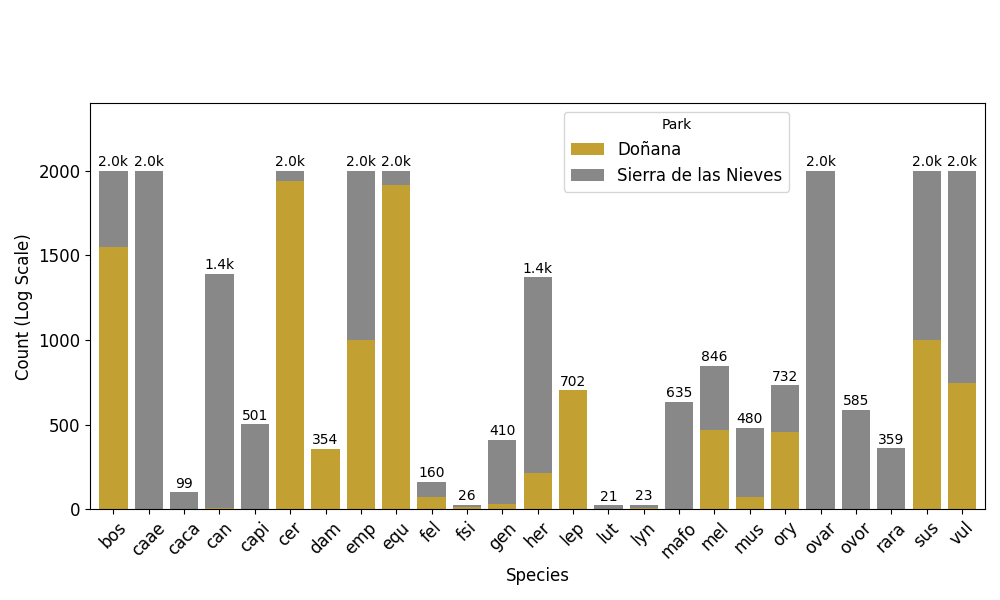 Park
Doñana
Sierra de las Nieves
2.0k 2.0k 2.0k 2.0k 2.0k 2.0k 2.0k 2.0k
1.4k 1.4k
99 501 354 160 26 410 702 21 23 635 846 480 732 585 359
2000
1500
1000
500
0
Count (Log Scale)
bos caae caca can capi cer dam emp equ fel fsi gen her lep lut lyn mafo mel mus ory ovar ovor rara sus vul
Species